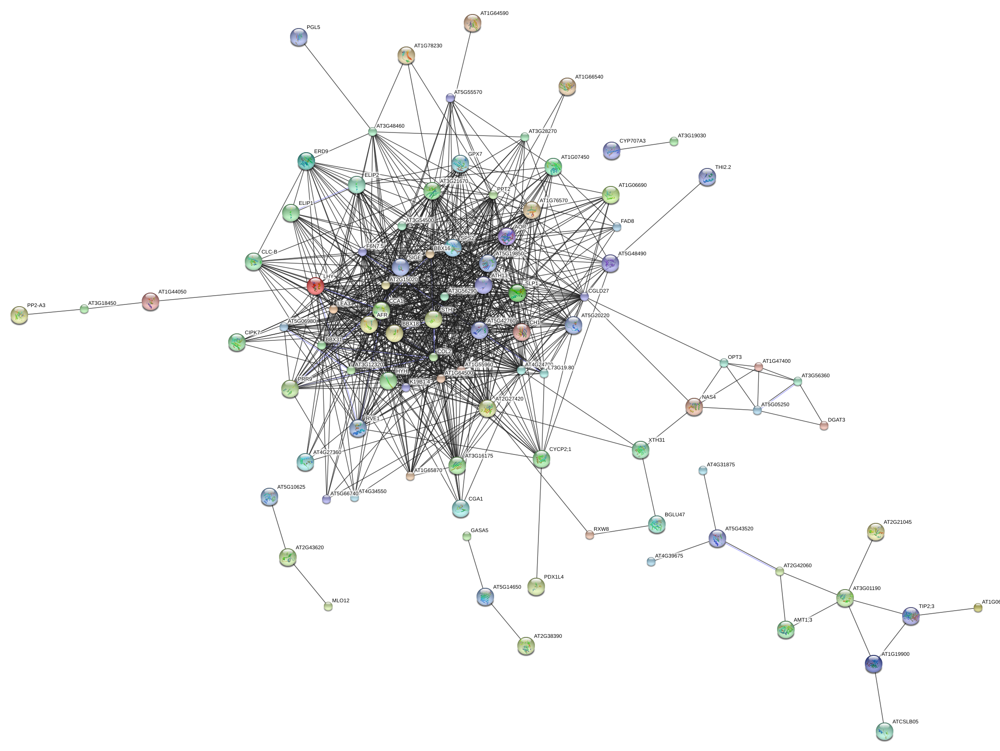 AT1G64590
PGL5
AT1G78230
AT1G66540
AT5G55570
AT3G48460
AT3G28270
AT3G19030
CYP707A3
ERD9
GPX7
AT1G07450
THI2.2
ELIP2
AT3G21670
AT1G06690
PPT2
AT1G76570
ELIP1
AT3G54500
FAD8
AOR
SPS2
F6N7.5
BBX16
CLC-B
AT5G19850
AT5G48490
SIGE
LHY
ATH13
AT2G15020
SLP1
AT3G56290
CGLD27
AT1G44050
AT3G18450
PP2-A3
LEA3
CCA1
STH
AFR
AT5G20220
AT5G06980
BBX18
AT5G42760
CH1
CIPK7
BBX31
COL2
OPT3
AT1G47400
AT3G12320
AT1G55960
AT4G24700
L73G19.80
HYH
AT1G64500
AT3G56360
PRR9
K19B1.4
NAS4
AT2G27420
AT5G05250
RVE1
DGAT3
XTH31
AT4G27360
AT3G16175
CYCP2;1
AT1G65870
AT4G31875
AT5G10625
AT5G66740
AT4G34550
CGA1
BGLU47
GASA5
RXW8
AT5G43520
AT2G21045
AT2G43620
AT4G39675
AT2G42060
PDX1L4
AT5G14650
AT3G01190
MLO12
TIP2;3
AT1G06
AMT1;3
AT2G38390
AT1G19900
ATCSLB05